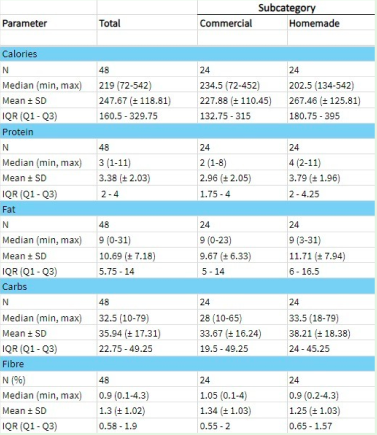 Subcategory
Parameter Total Commercial Homemade
Calories
N 48 24 24
Median (min, max) 219 (72-542) 234.5 (72-452) 202.5 (134-542)
Mean ± SD 247.67 (± 118.81) 227.88 (± 110.45) 267.46 (± 125.81)
IQR (Q1 - Q3) 160.5 - 329.75 132.75 - 315 180.75 - 395
Protein
N 48 24 24
Median (min, max) 3 (1-11) 2 (1-8) 4 (2-11)
Mean ± SD 3.38 (± 2.03) 2.96 (± 2.05) 3.79 (± 1.96)
IQR (Q1 - Q3) 2 - 4 1.75 - 4 2 - 4.25
Fat
N 48 24 24
Median (min, max) 9 (0-31) 9 (0-23) 9 (3-31)
Mean ± SD 10.69 (± 7.18) 9.67 (± 6.33) 11.71 (± 7.94)
IQR (Q1 - Q3) 5.75 - 14 5 - 14 6 - 16.5
Carbs
N 48 24 24
Median (min, max) 32.5 (10-79) 28 (10-65) 33.5 (18-79)
Mean ± SD 35.94 (± 17.31) 33.67 (± 16.24) 38.21 (± 18.38)
IQR (Q1 - Q3) 22.75 - 49.25 19.5 - 49.25 24 - 45.25
Fibre
N (%) 48 24 24
Median (min, max) 0.9 (0.1-4.3) 1.05 (0.1-4) 0.9 (0.2-4.3)
Mean ± SD 1.3 (± 1.02) 1.34 (± 1.03) 1.25 (± 1.03)
IQR (Q1 - Q3) 0.58 - 1.9 0.55 - 2 0.65 - 1.57